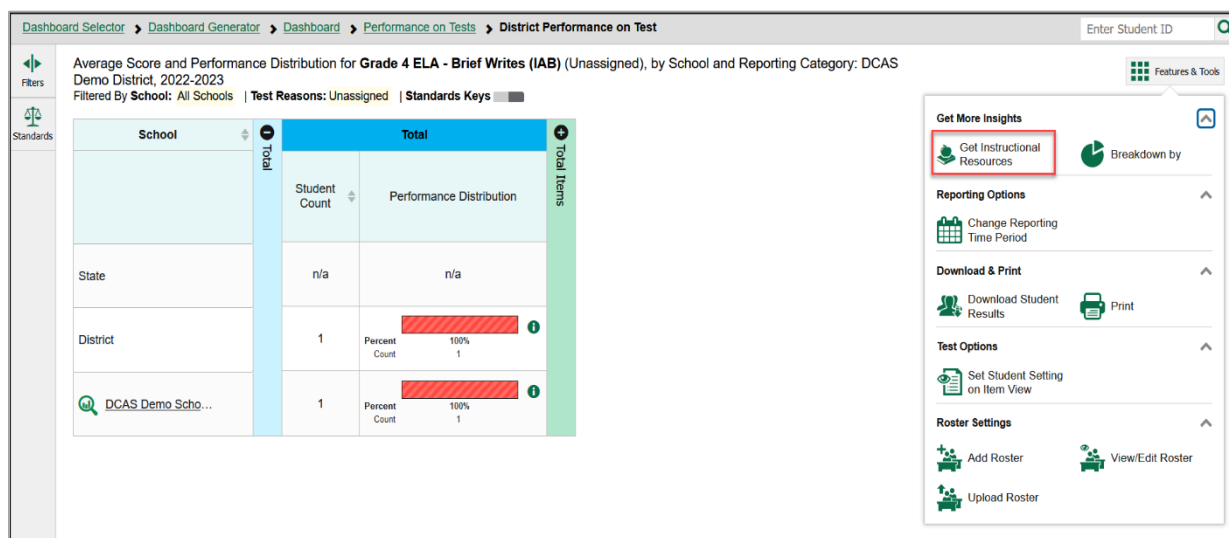 Dashboard Selector > Dashboard Generator > Dashboard > Performance on Tests > District Performance on Test
Enter Student ID
Filters
Standards
Average Score and Performance Distribution for Grade 4 ELA - Brief Writes (IAB) (Unassigned), by School and Reporting Category: DCAS
Demo District, 2022-2023
Filtered By School: All Schools | Test Reasons: Unassigned | Standards Keys
Features & Tools
School
Total
Total
Total Items
Student
Count
Performance Distribution
State
n/a
n/a
District
1
Percent 100%
Count 1
DCAS Demo Scho...
1
Percent 100%
Count 1
Get More Insights
Get Instructional
Resources
Breakdown by
Reporting Options
Change Reporting
Time Period
Download & Print
Download Student
Results
Print
Test Options
Set Student Setting
on Item View
Roster Settings
Add Roster
View/Edit Roster
Upload Roster